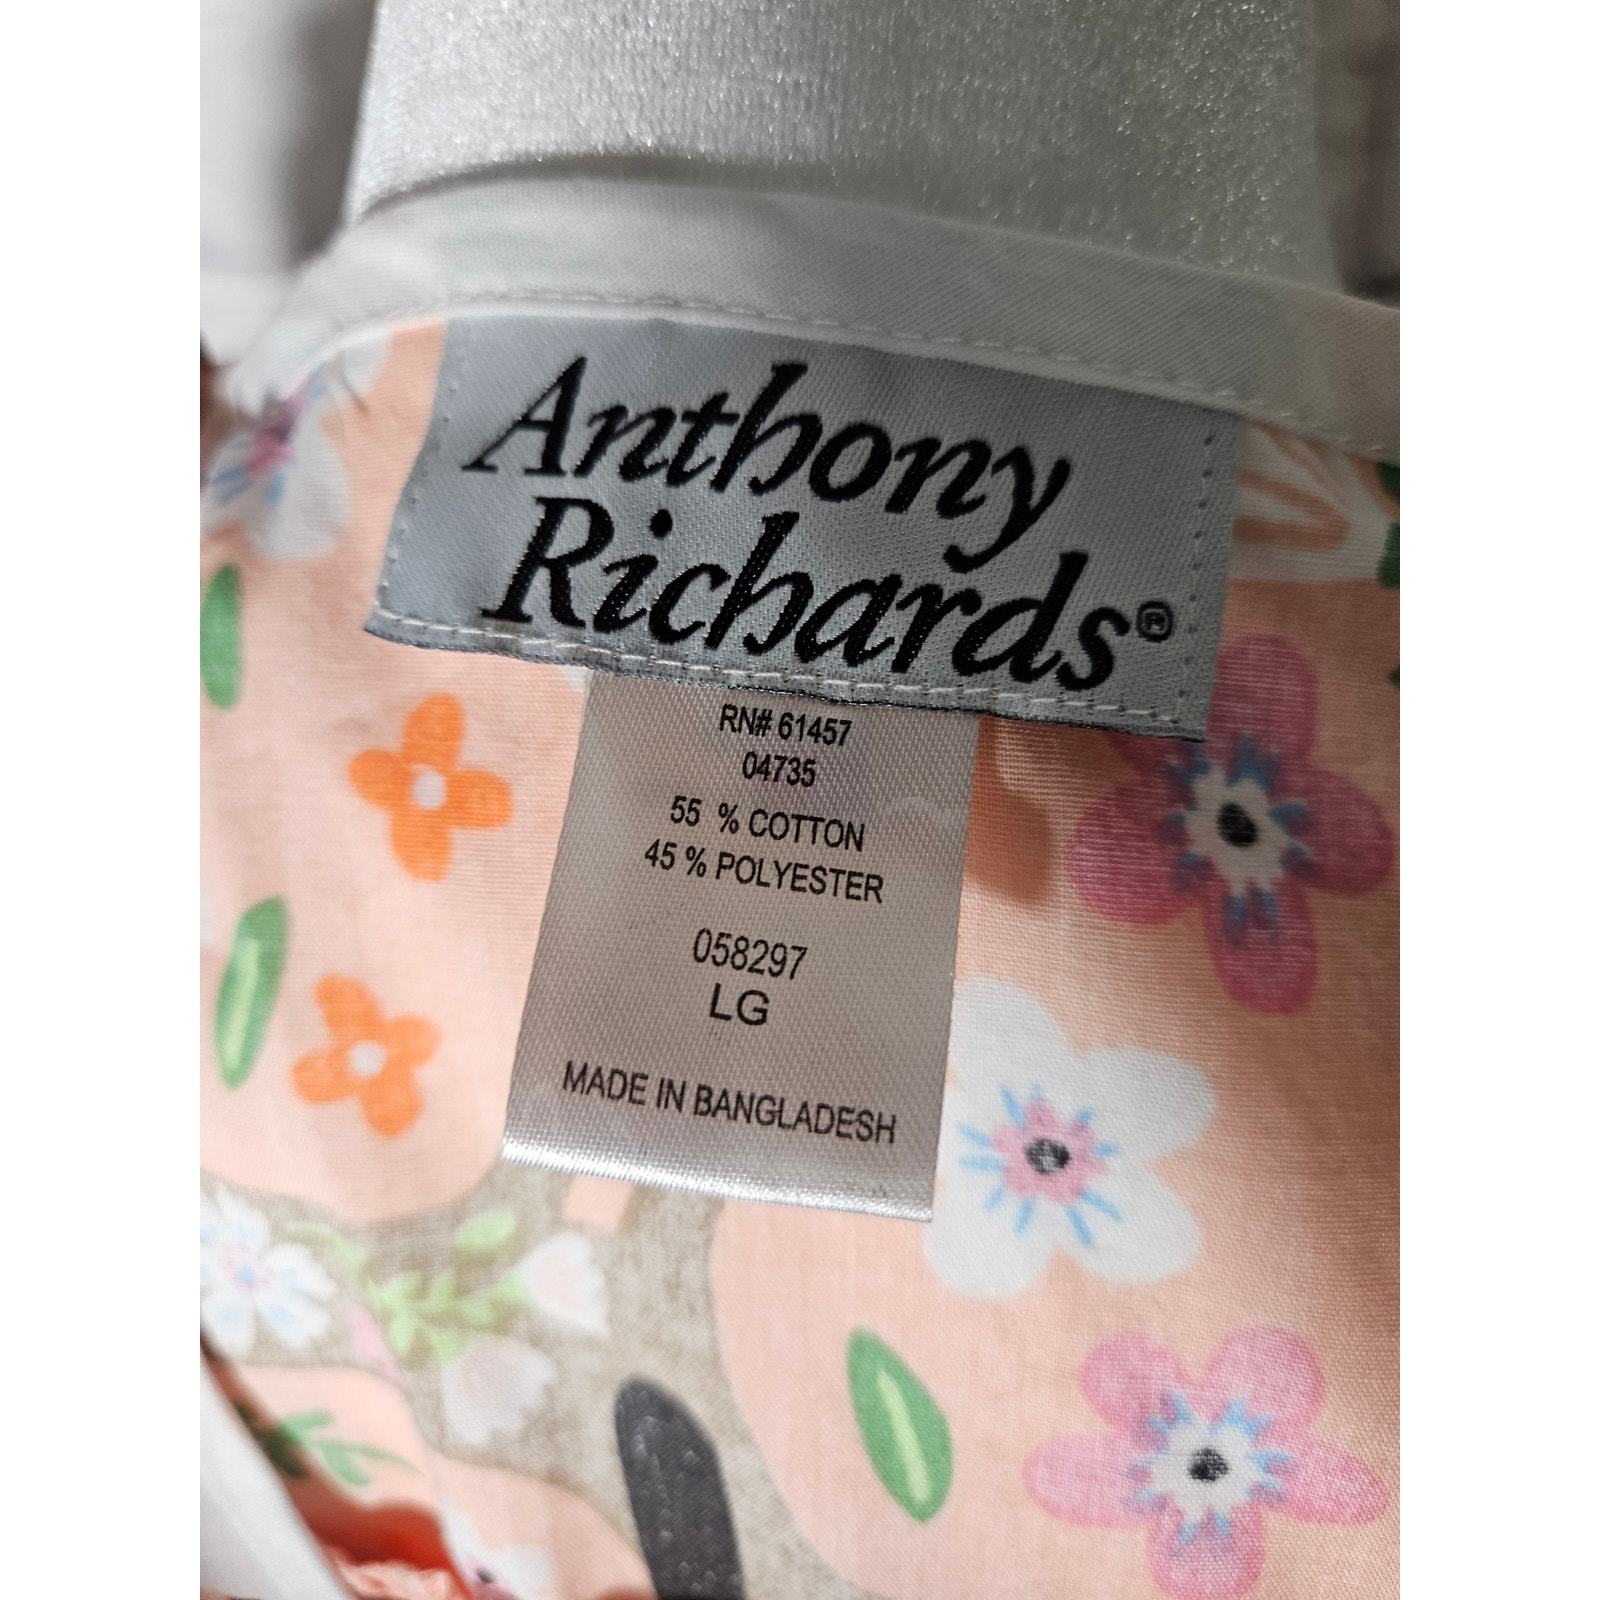 Anthony
Richards®
RN# 61457
04735
55 % COTTON
45 % POLYESTER
058297
LG
MADE IN BANGLADESH